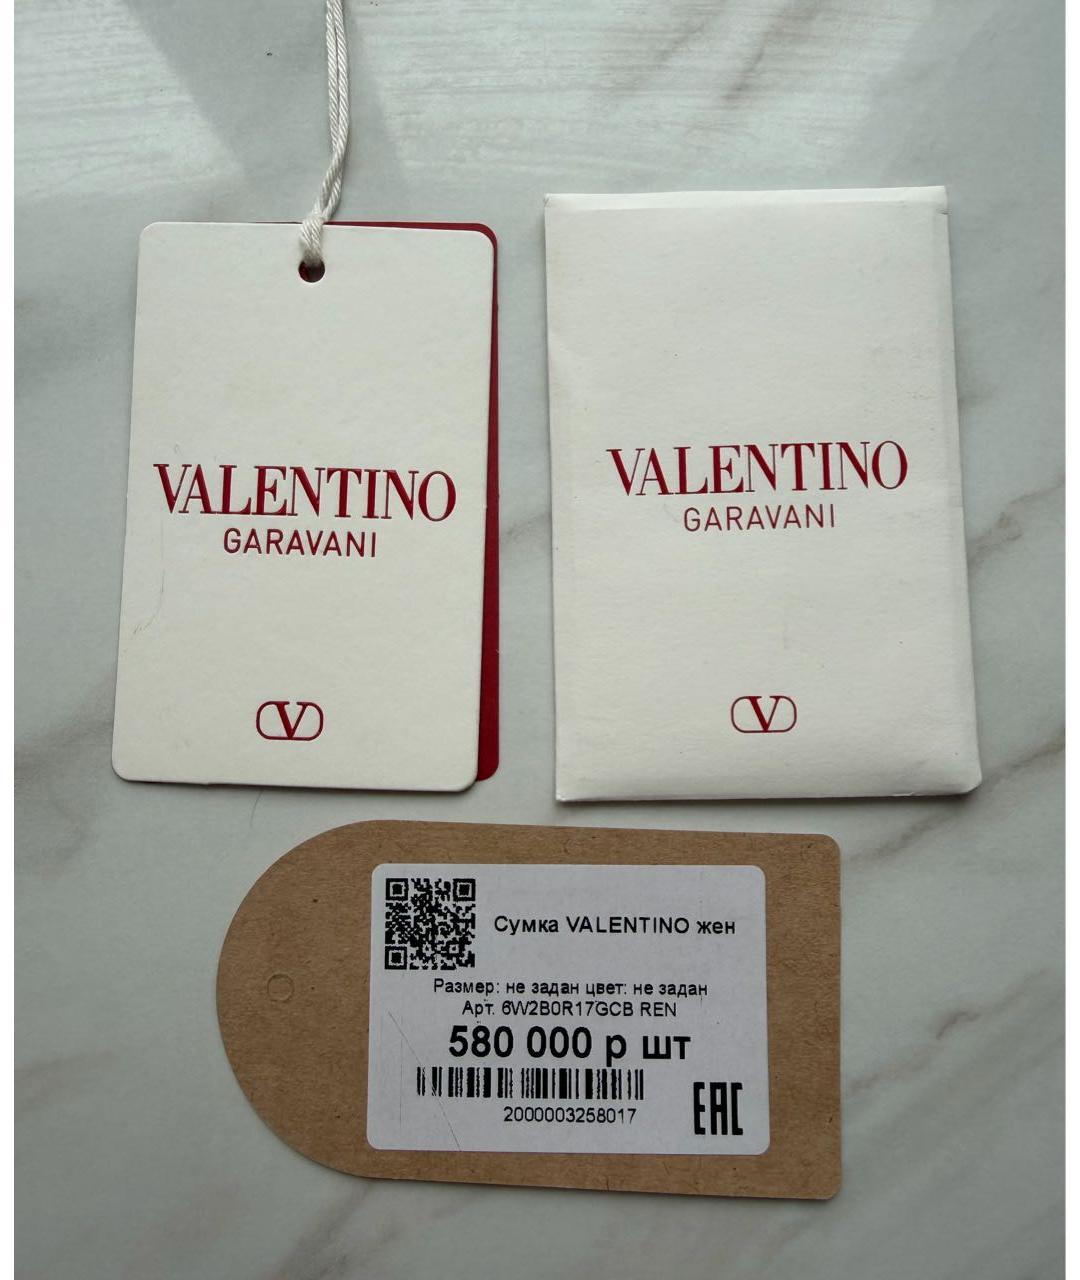 VALENTINO
GARAVANI
V
VALENTINO
GARAVANI
V
Сумка VALENTINO жен
Размер: не задан цвет: не задан
Арт. 6W2B0R17GCB REN
580 000 р шт
2000003258017
EAC